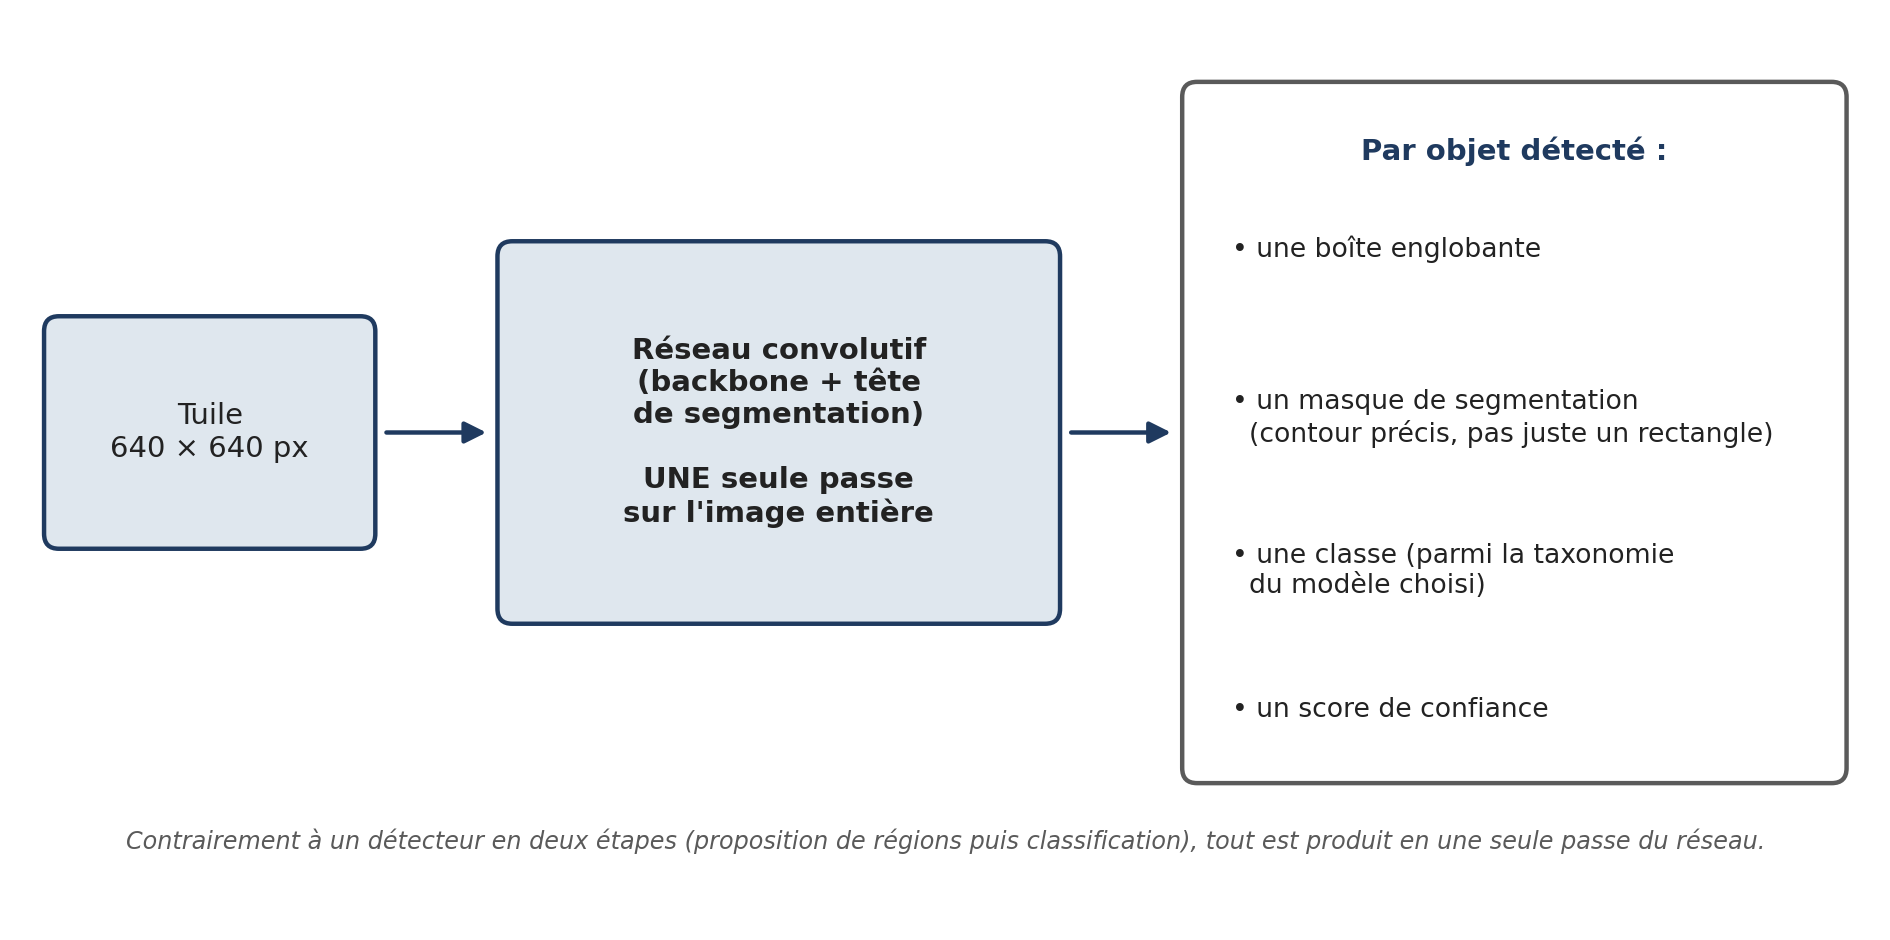 Tuile
640 × 640 px
Réseau convolutif
(backbone + tête
de segmentation)
UNE seule passe
sur l'image entière
Par objet détecté :
• une boîte englobante
• un masque de segmentation
(contour précis, pas juste un rectangle)
• une classe (parmi la taxonomie
du modèle choisi)
• un score de confiance
Contrairement à un détecteur en deux étapes (proposition de régions puis classification), tout est produit en une seule passe du réseau.